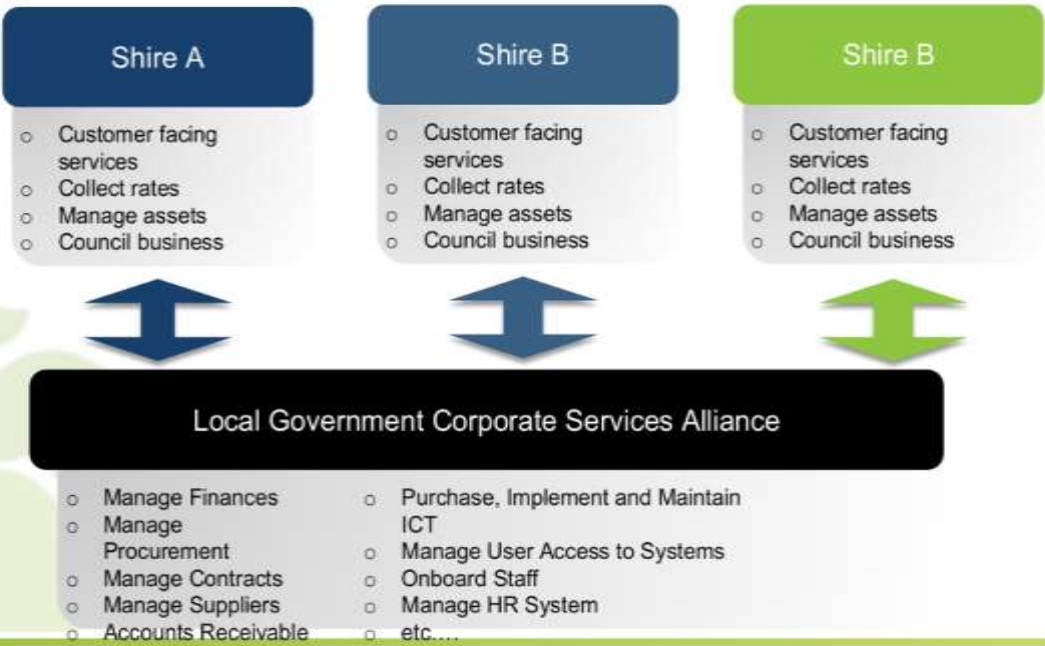 Shire A
○ Customer facing
services
○ Collect rates
○ Manage assets
○ Council business
Shire B
○ Customer facing
services
○ Collect rates
○ Manage assets
○ Council business
Shire B
○ Customer facing
services
○ Collect rates
○ Manage assets
○ Council business
Local Government Corporate Services Alliance
○ Manage Finances
○ Manage
Procurement
○ Manage Contracts
○ Manage Suppliers
○ Accounts Receivable
○ Purchase, Implement and Maintain
ICT
○ Manage User Access to Systems
○ Onboard Staff
○ Manage HR System
○ etc....